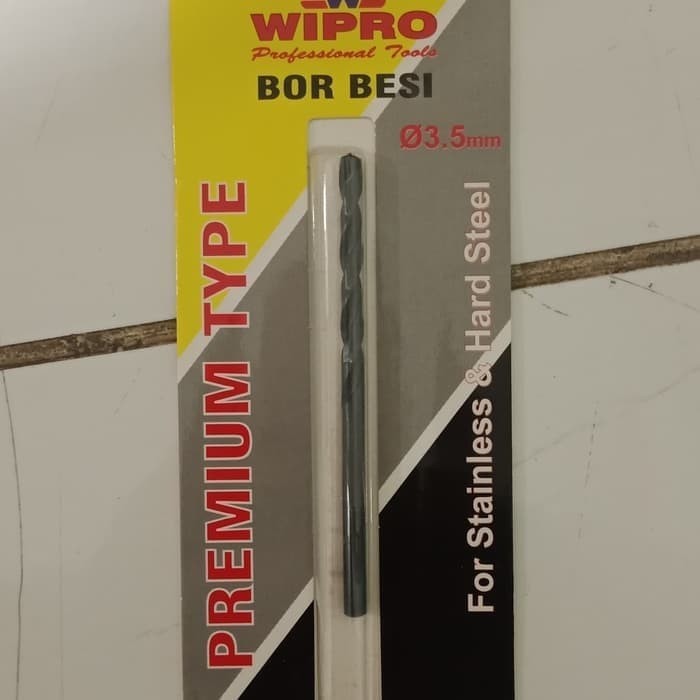 WIPRO
Professional Tools
BOR BESI
Ø3.5mm
PREMIUM TYPE
For Stainless & Hard Steel